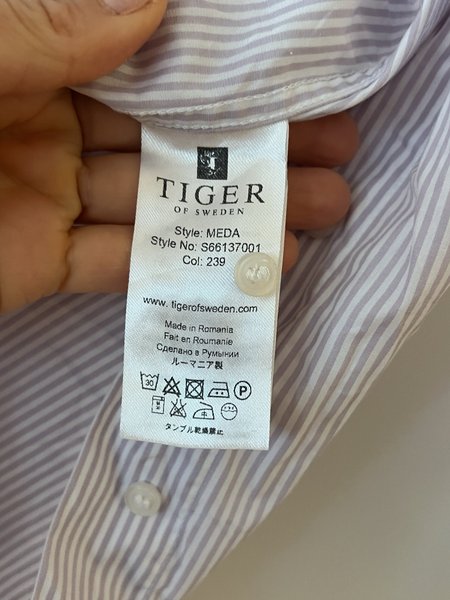 TIGER
OF SWEDEN
Style: MEDA
Style No: S66137001
Col: 239
www.tigerofsweden.com
Made in Romania
Fait en Roumanie
Сделано в Румынии
ルーマニア製
30
P
タンブル乾燥禁止